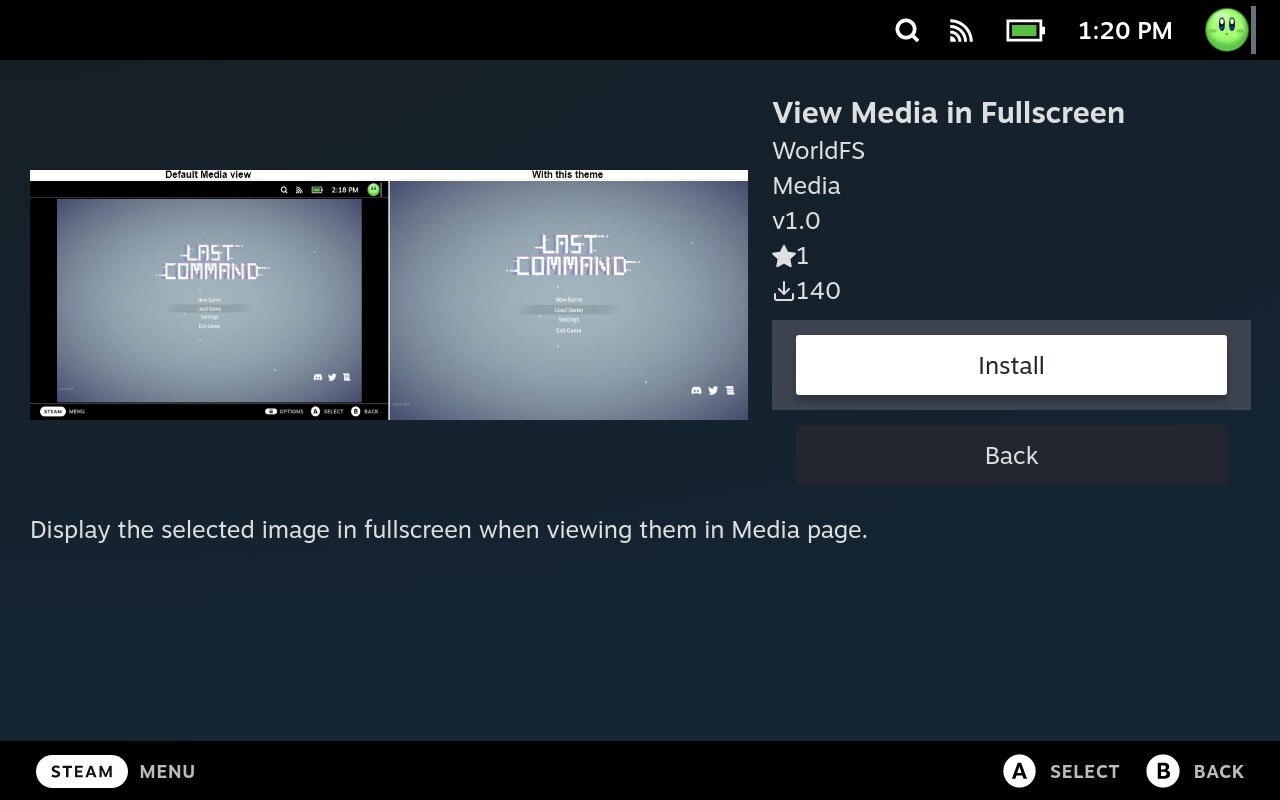 1:20 PM
View Media in Fullscreen
WorldFS
Media
v1.0
1
140
Install
Back
Default Media view
With this theme
2:18 PM
LAST
COMMAND
New Game
Load Game
Settings
Exit Game
STEAM MENU
OPTIONS A SELECT B BACK
LAST
COMMAND
New Game
Load Game
Settings
Exit Game
Display the selected image in fullscreen when viewing them in Media page.
STEAM MENU
A SELECT B BACK